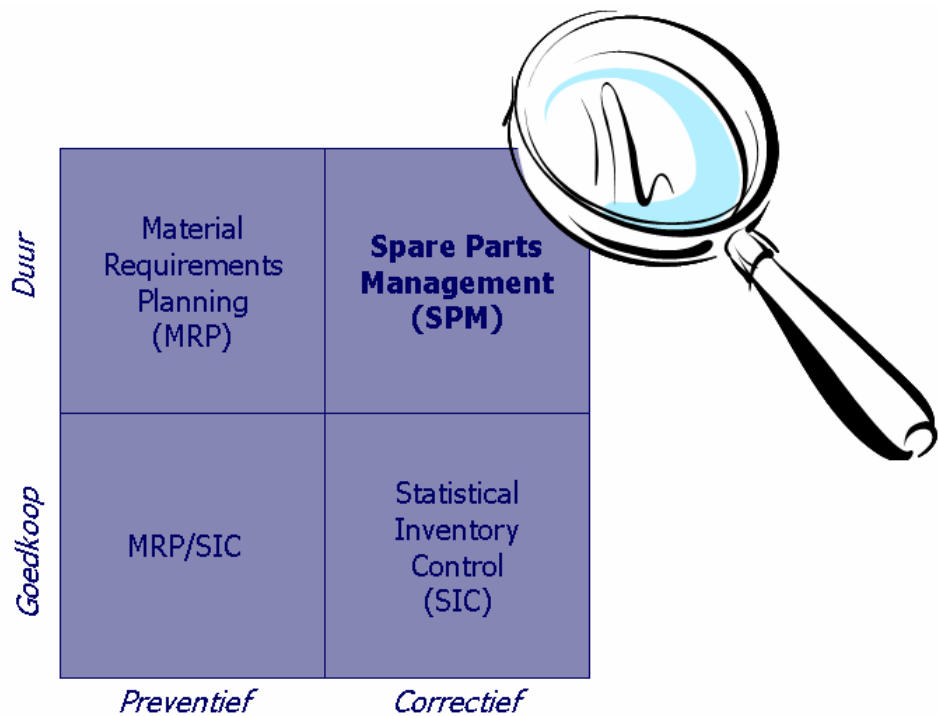 Duur
Material
Requirements
Planning
(MRP)
Spare Parts
Management
(SPM)
Goedkoop
MRP/SIC
Statistical
Inventory
Control
(SIC)
Preventief
Correctief